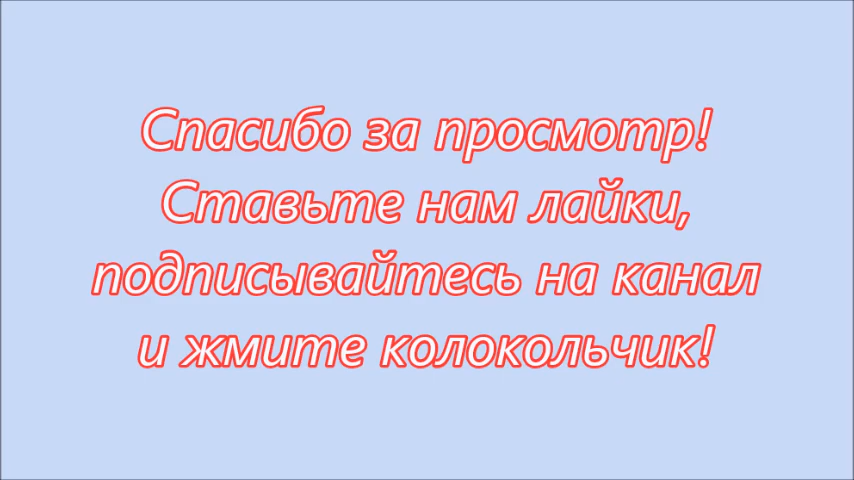 Спасибо за просмотр!
Ставьте нам лайки,
подписывайтесь на канал
и жмите колокольчик!